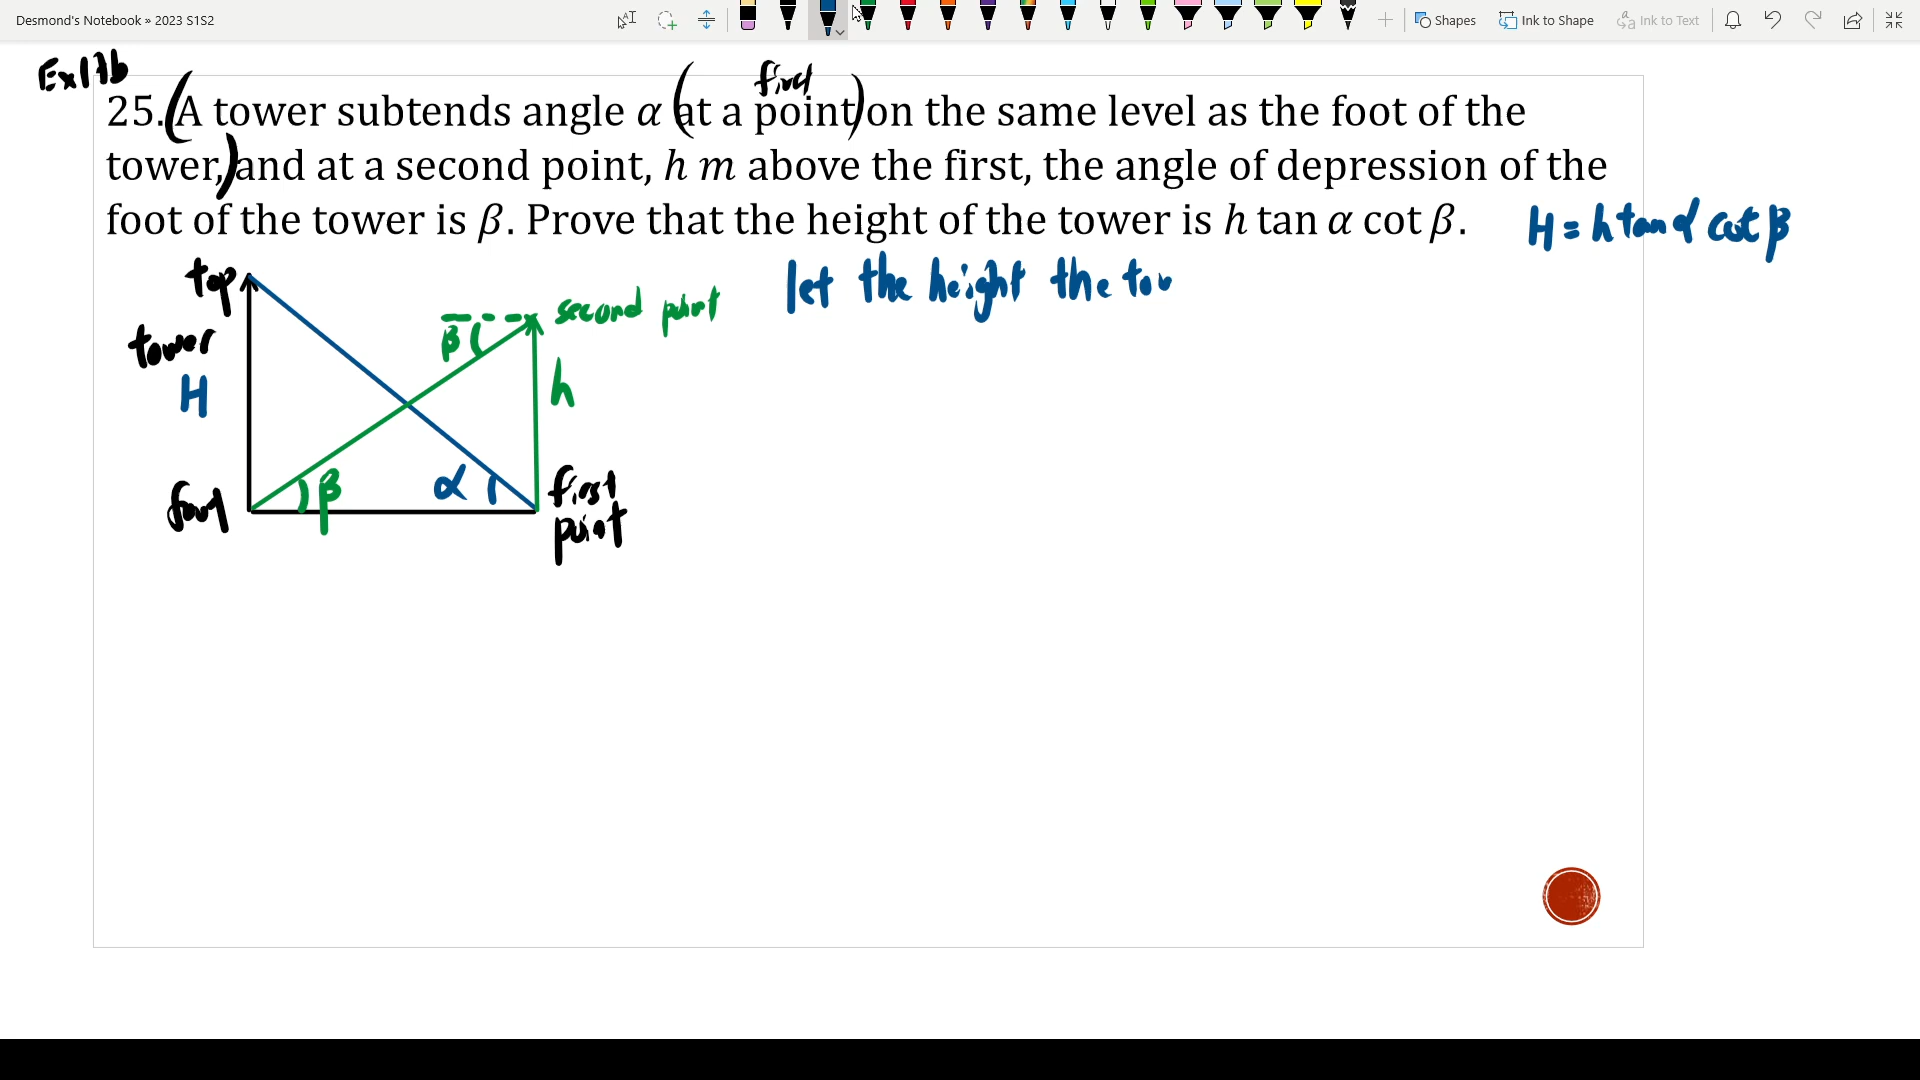 Desmond's Notebook » 2023 S1S2
Shapes
Ink to Shape
Ink to Text
Ex17b
first
25. (A tower subtends angle α (at a point) on the same level as the foot of the
tower,) and at a second point, h m above the first, the angle of depression of the
foot of the tower is β. Prove that the height of the tower is h tan α cot β.
H = h tan α cot β
top
let the height the tow
second point
β
tower
H
h
β
α
first
point